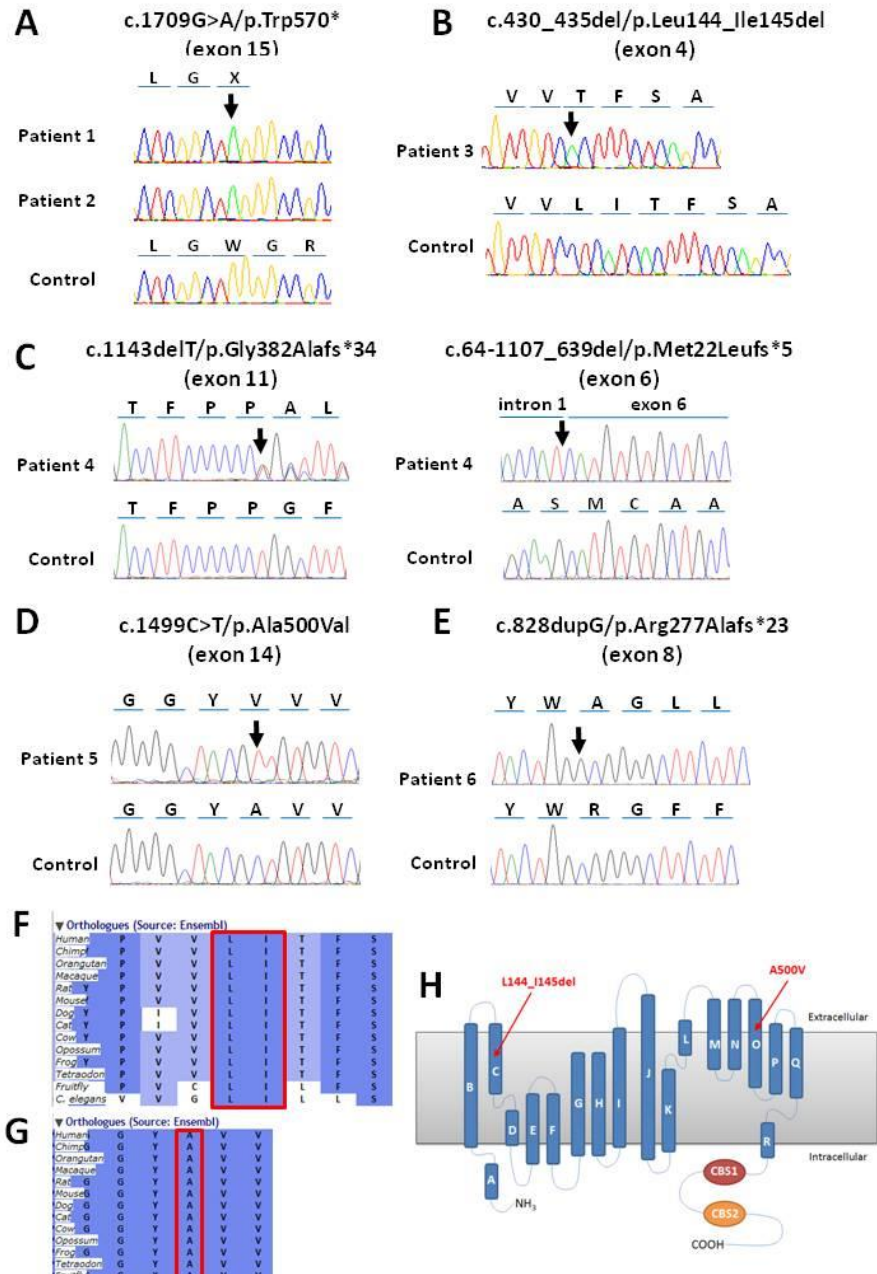 A
c.1709G>A/p.Trp570*
(exon 15)
L G X
Patient 1
Patient 2
L G W G R
Control
B
c.430_435del/p.Leu144_Ile145del
(exon 4)
V V T F S A
Patient 3
V V L I T F S A
Control
C
c.1143delT/p.Gly382Alafs*34
(exon 11)
T F P P A L
Patient 4
T F P P G F
Control
c.64-1107_639del/p.Met22Leufs*5
(exon 6)
intron 1 exon 6
Patient 4
A S M C A A
Control
D
c.1499C>T/p.Ala500Val
(exon 14)
G G Y V V V
Patient 5
G G Y A V V
Control
E
c.828dupG/p.Arg277Alafs*23
(exon 8)
Y W A G L L
Patient 6
Y W R G F F
Control
F
▼ Orthologues (Source: Ensembl)
Human P V V L I T F S
Chimp P V V L I T F S
Orangutan P V V L I T F S
Macaque P V V L I T F S
Rat Y P V V L I T F S
Mouse P V V L I T F S
Dog Y P I V L I T F S
Cat Y P I V L I T F S
Cow Y P V V L I T F S
Opossum P V V L I T F S
Frog Y P V V L I T F S
Tetraodon P V V L I T F S
Fruitfly P V C L I L F S
C. elegans V V G L I L L S
G
▼ Orthologues (Source: Ensembl)
Human G Y A V V
Chimp G G Y A V V
Orangutan G Y A V V
Macaque G Y A V V
Rat G G Y A V V
Mouse G G Y A V V
Dog G G Y A V V
Cat G G Y A V V
Cow G G Y A V V
Opossum G Y A V V
Frog G G Y A V V
Tetraodon G Y A V V
H
L144_I145del
A500V
Extracellular
B C D E F G H I J K L M N O P Q
Intracellular
A
R
NH3
CBS1
CBS2
COOH